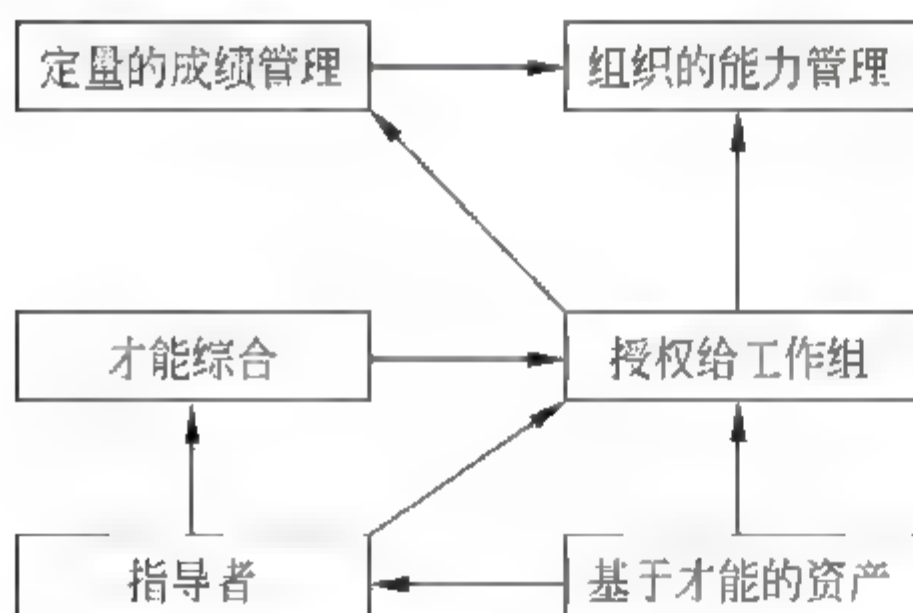 定量的成绩管理
组织的能力管理
才能综合
授权给工作组
指导者
基于才能的资产